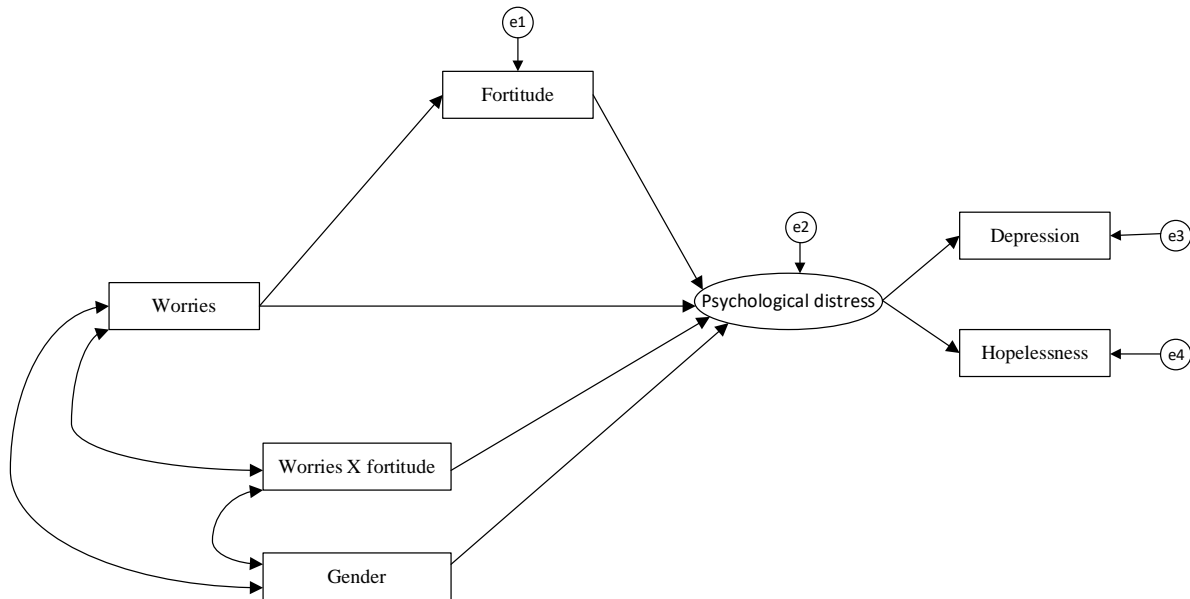 e1
Fortitude
e2
Depression
e3
Psychological distress
Worries
Hopelessness
e4
Worries X fortitude
Gender